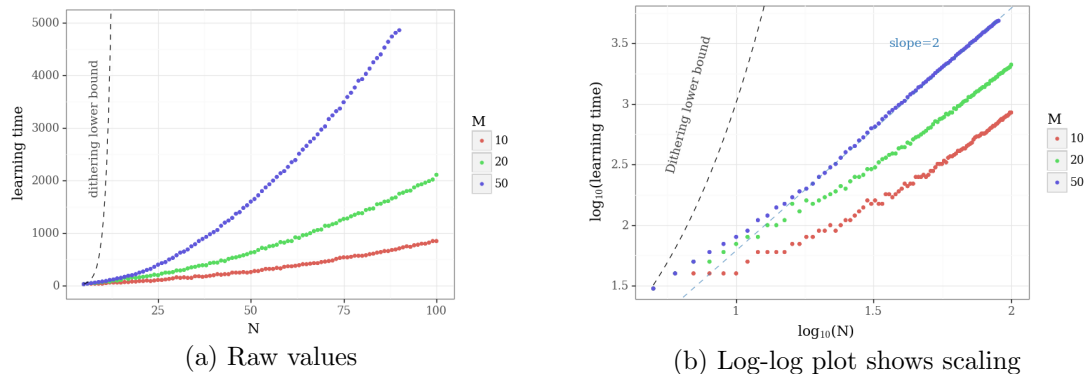 5000
4000
3000
2000
1000
0
learning time
dithering lower bound
25
50
75
100
N
M
10
20
50
(a) Raw values
3.5
3
2.5
2
1.5
log10(learning time)
Dithering lower bound
slope=2
1
1.5
2
log10(N)
M
10
20
50
(b) Log-log plot shows scaling